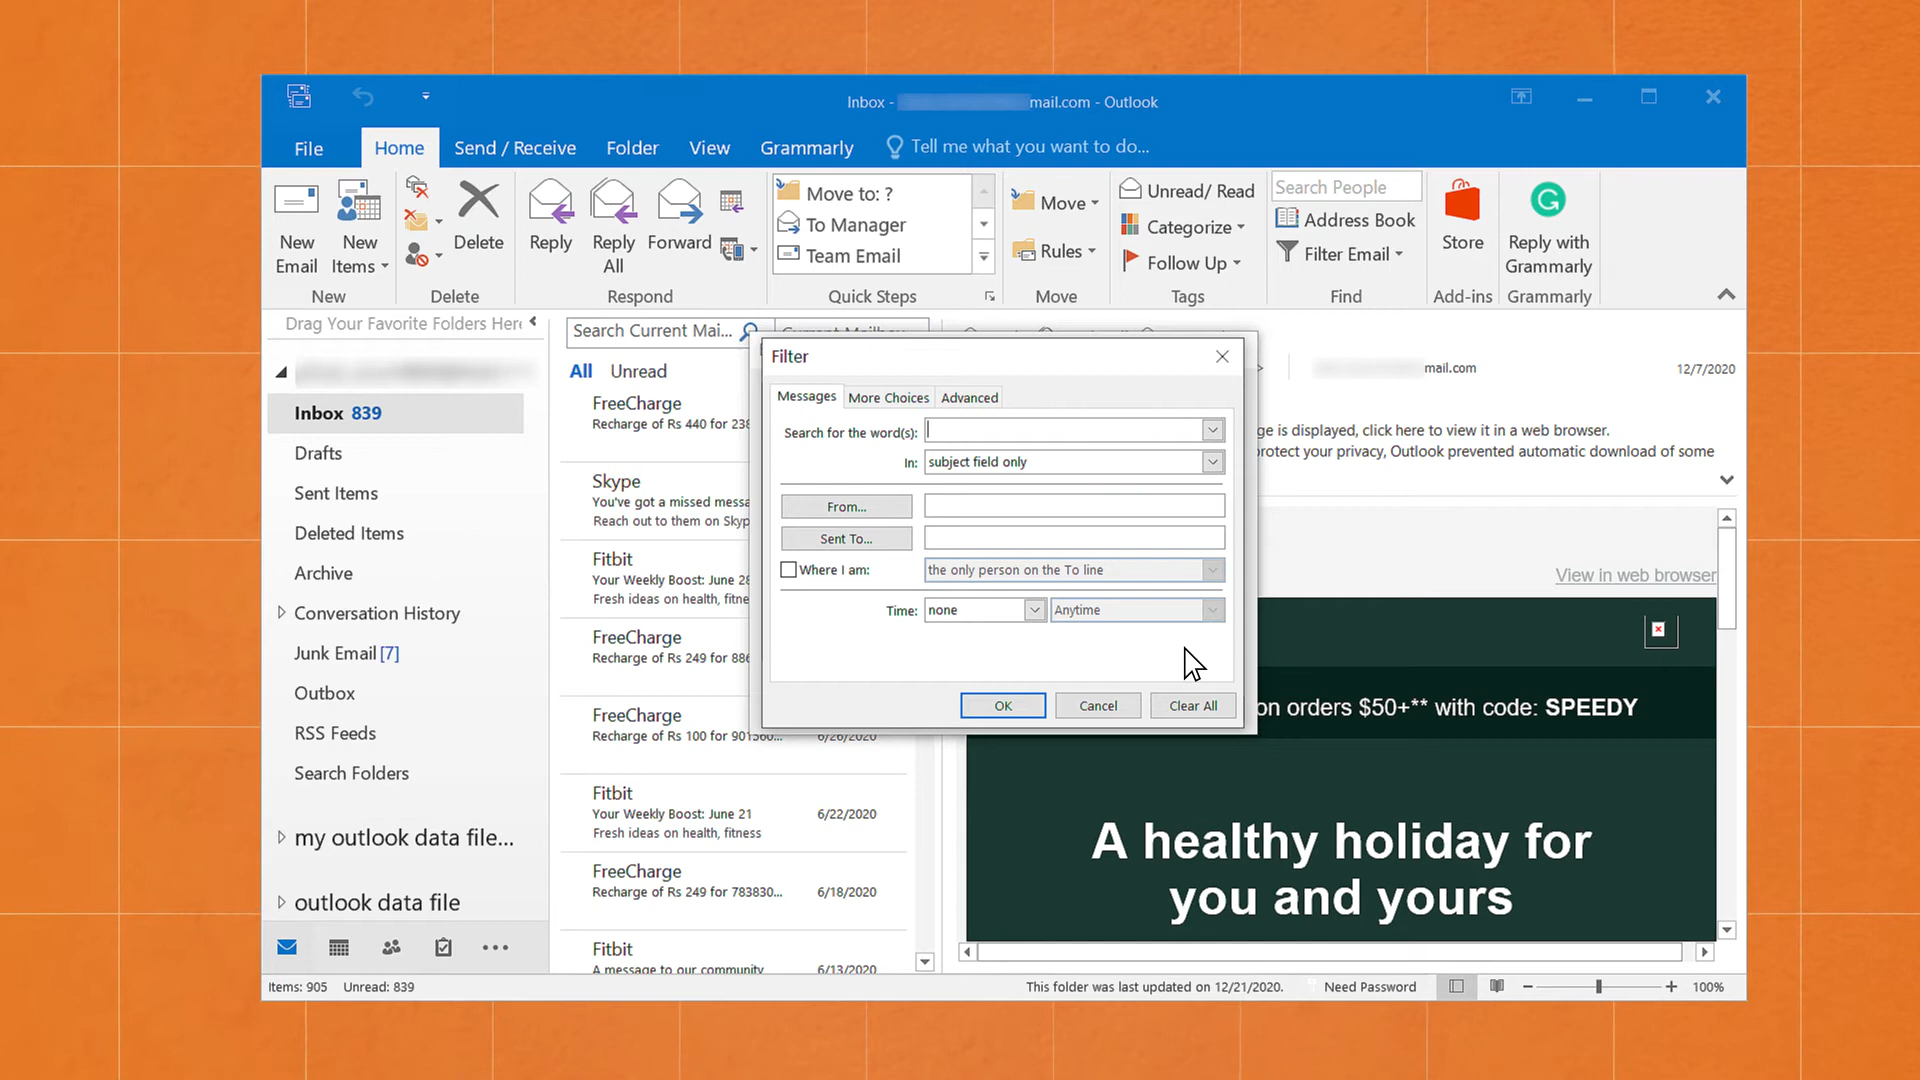 Inbox - mail.com - Outlook
File Home Send / Receive Folder View Grammarly Tell me what you want to do...
New Email
New Items
Delete
Reply
Reply All
Forward
Move to: ?
To Manager
Team Email
Move
Rules
Unread/ Read
Categorize
Follow Up
Search People
Address Book
Filter Email
Store
Reply with Grammarly
New Delete Respond Quick Steps Move Tags Find Add-ins Grammarly
Drag Your Favorite Folders Here
Inbox 839
Drafts
Sent Items
Deleted Items
Archive
Conversation History
Junk Email [7]
Outbox
RSS Feeds
Search Folders
my outlook data file...
outlook data file
Search Current Mai...
All Unread
FreeCharge
Recharge of Rs 440 for 238
Skype
You've got a missed messa
Reach out to them on Skyp
Fitbit
Your Weekly Boost: June 28
Fresh ideas on health, fitne
FreeCharge
Recharge of Rs 249 for 886
FreeCharge
Recharge of Rs 100 for 901560... 6/26/2020
Fitbit
Your Weekly Boost: June 21 6/22/2020
Fresh ideas on health, fitness
FreeCharge
Recharge of Rs 249 for 783830... 6/18/2020
Fitbit
A message to our community 6/13/2020
Filter
Messages More Choices Advanced
Search for the word(s):
In: subject field only
From...
Sent To...
Where I am: the only person on the To line
Time: none Anytime
OK Cancel Clear All
mail.com 12/7/2020
ge is displayed, click here to view it in a web browser.
rotect your privacy, Outlook prevented automatic download of some
View in web browser
on orders $50+** with code: SPEEDY
A healthy holiday for
you and yours
Items: 905 Unread: 839 This folder was last updated on 12/21/2020. Need Password 100%